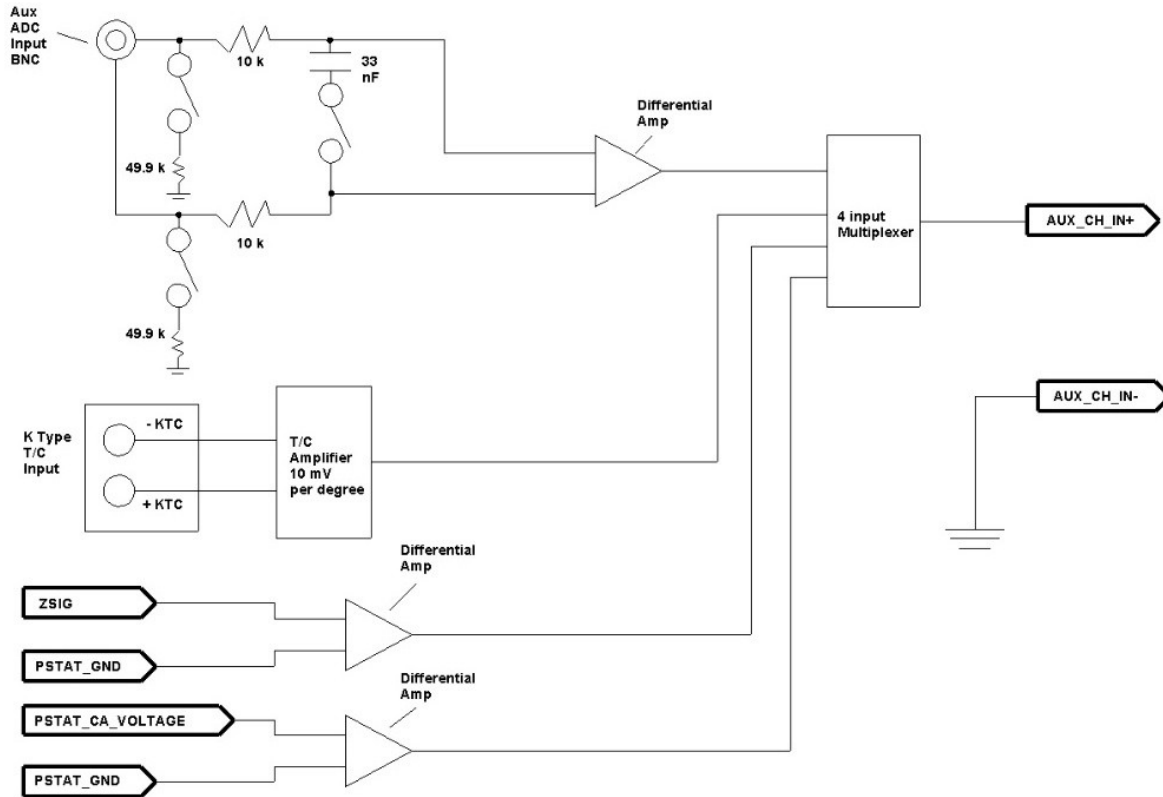 Aux
ADC
Input
BNC
10 k
33
nF
49.9 k
Differential
Amp
10 k
4 input
Multiplexer
AUX_CH_IN+
49.9 k
AUX_CH_IN-
K Type
T/C
Input
- KTC
+ KTC
T/C
Amplifier
10 mV
per degree
Differential
Amp
ZSIG
PSTAT_GND
Differential
Amp
PSTAT_CA_VOLTAGE
PSTAT_GND